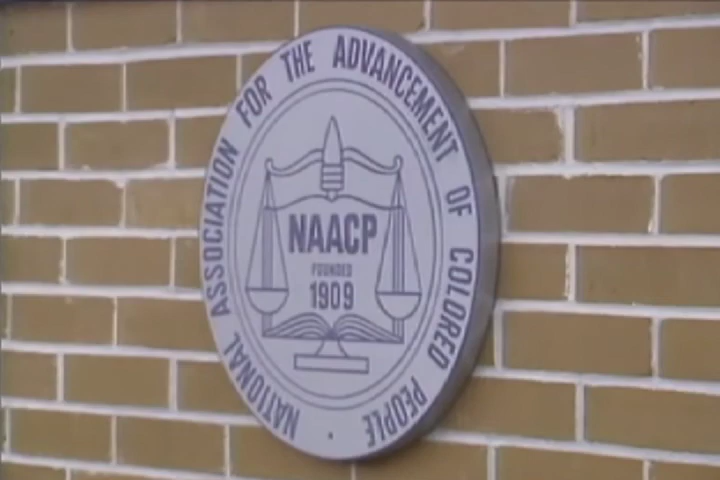 NATIONAL ASSOCIATION FOR THE ADVANCEMENT OF COLORED PEOPLE
NAACP
FOUNDED
1909